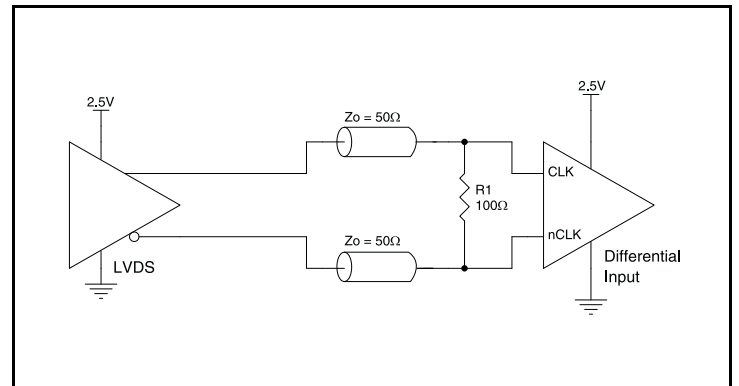 2.5V
2.5V
Zo = 50Ω
CLK
R1
100Ω
Zo = 50Ω
nCLK
LVDS
Differential
Input